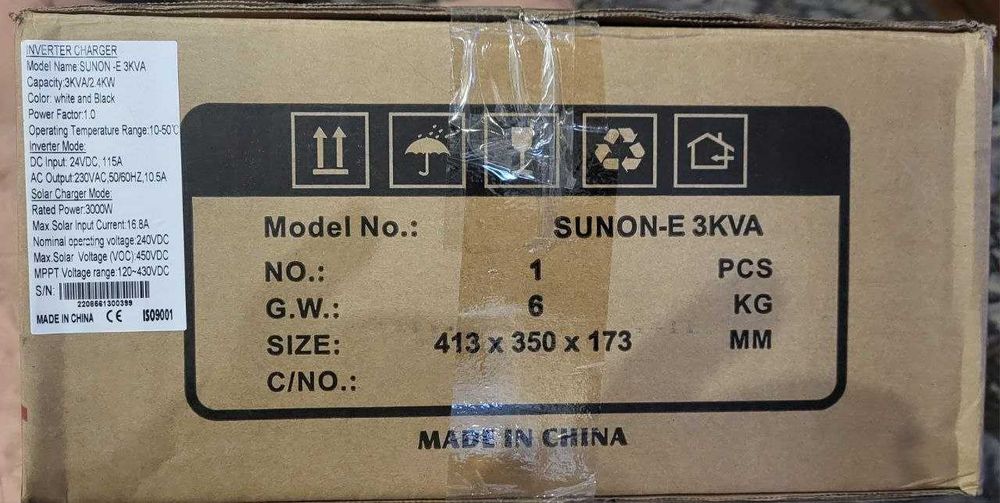 INVERTER CHARGER
Model Name:SUNON -E 3KVA
Capacity:3KVA/2.4KW
Color: white and Black
Power Factor:1.0
Operating Temperature Range:10-50℃
Inverter Mode:
DC Input: 24VDC, 115A
AC Output:230VAC,50/60HZ,10.5A
Solar Charger Mode:
Rated Power:3000W
Max.Solar Input Current:16.8A
Nominal operating voltage:240VDC
Max.Solar Voltage (VOC):450VDC
MPPT Voltage range:120~430VDC
S/N:
2208661300399
MADE IN CHINA CE ISO9001
Model No.: SUNON-E 3KVA
NO.: 1 PCS
G.W.: 6 KG
SIZE: 413 x 350 x 173 MM
C/NO.:
MADE IN CHINA